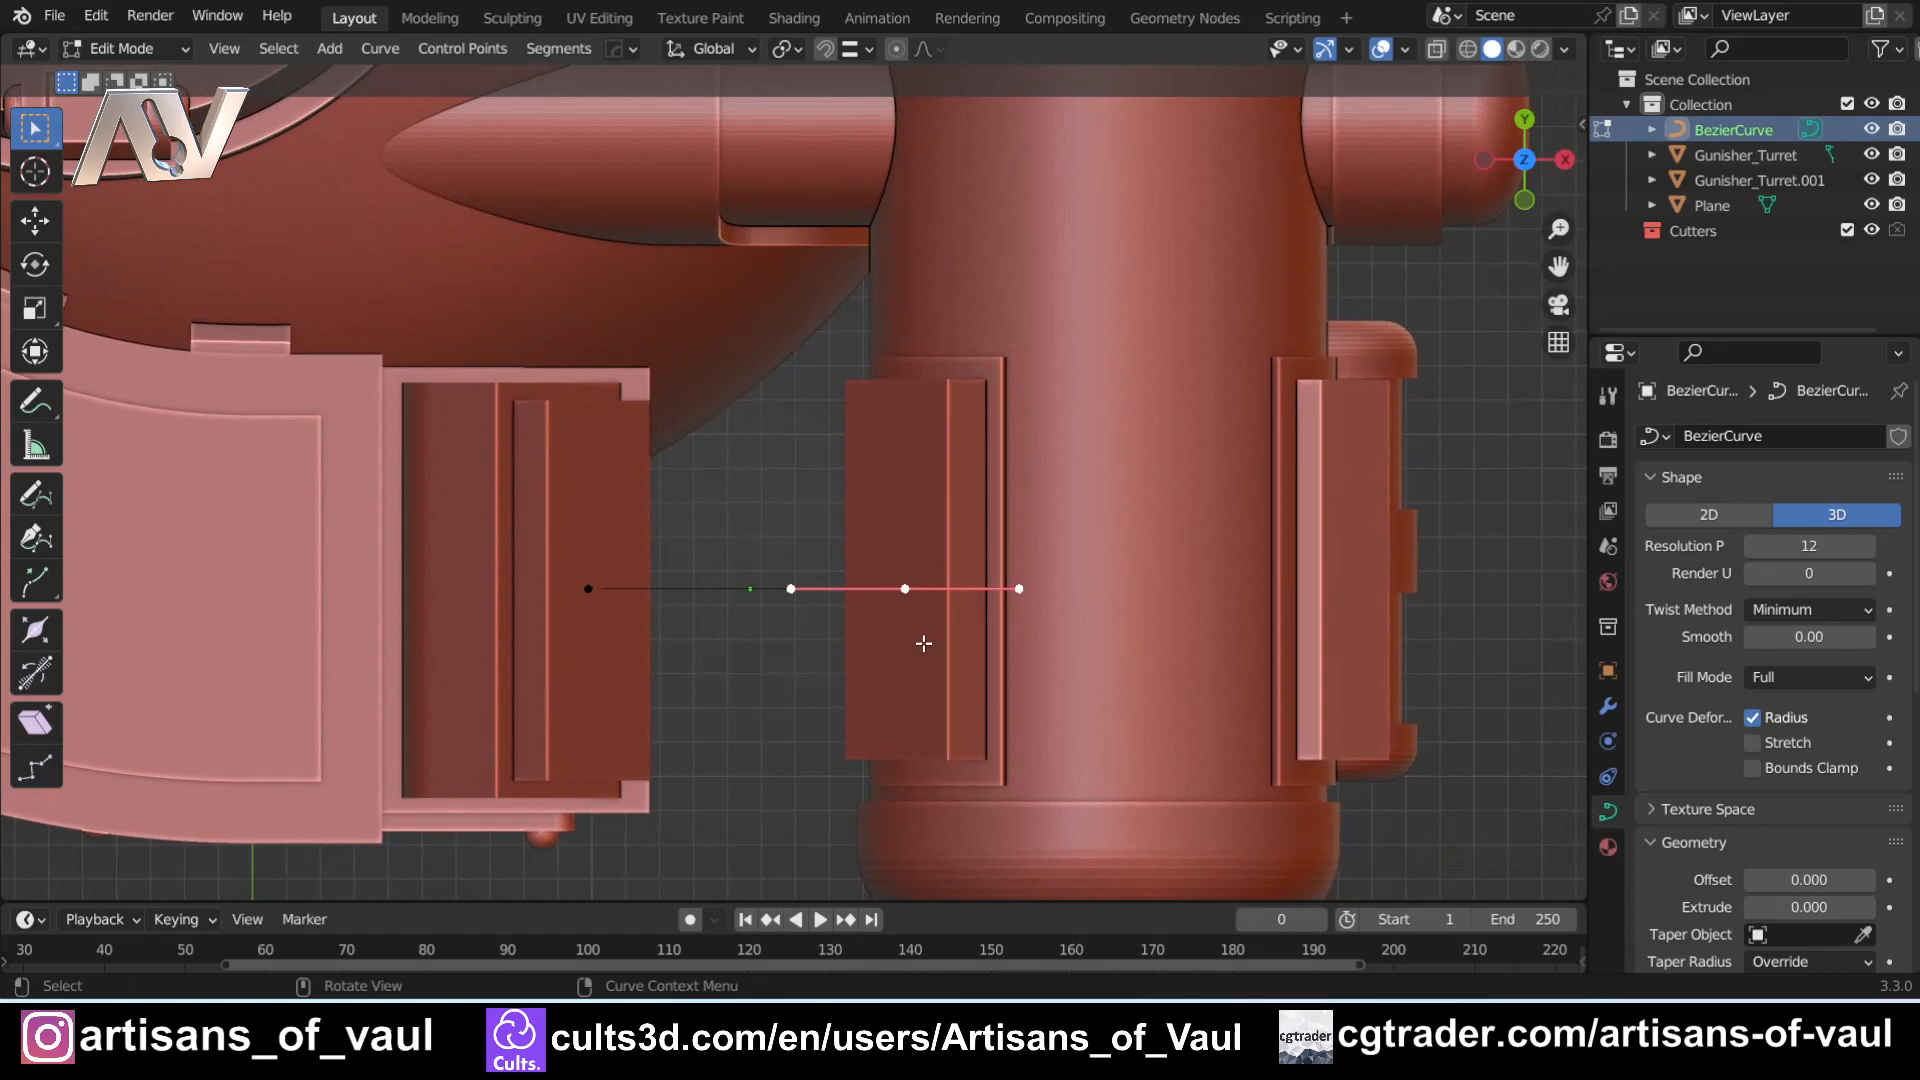 File Edit Render Window Help Layout Modeling Sculpting UV Editing Texture Paint Shading Animation Rendering Compositing Geometry Nodes Scripting + Scene ViewLayer
Edit Mode View Select Add Curve Control Points Segments Global
AV
Y
Z
X
Scene Collection
Collection
BezierCurve
Gunisher_Turret
Gunisher_Turret.001
Plane
Cutters
BezierCur... > BezierCur...
BezierCurve
Shape
2D 3D
Resolution P 12
Render U 0
Twist Method Minimum
Smooth 0.00
Fill Mode Full
Curve Defor... Radius
Stretch
Bounds Clamp
Texture Space
Geometry
Offset 0.000
Extrude 0.000
Taper Object
Taper Radius Override
Playback Keying View Marker 0 Start 1 End 250
30 40 50 60 70 80 90 100 110 120 130 140 150 160 170 180 190 200 210 220
Select Rotate View Curve Context Menu 3.3.0
artisans_of_vaul Cults. cults3d.com/en/users/Artisans_of_Vaul cgtrader cgtrader.com/artisans-of-vaul